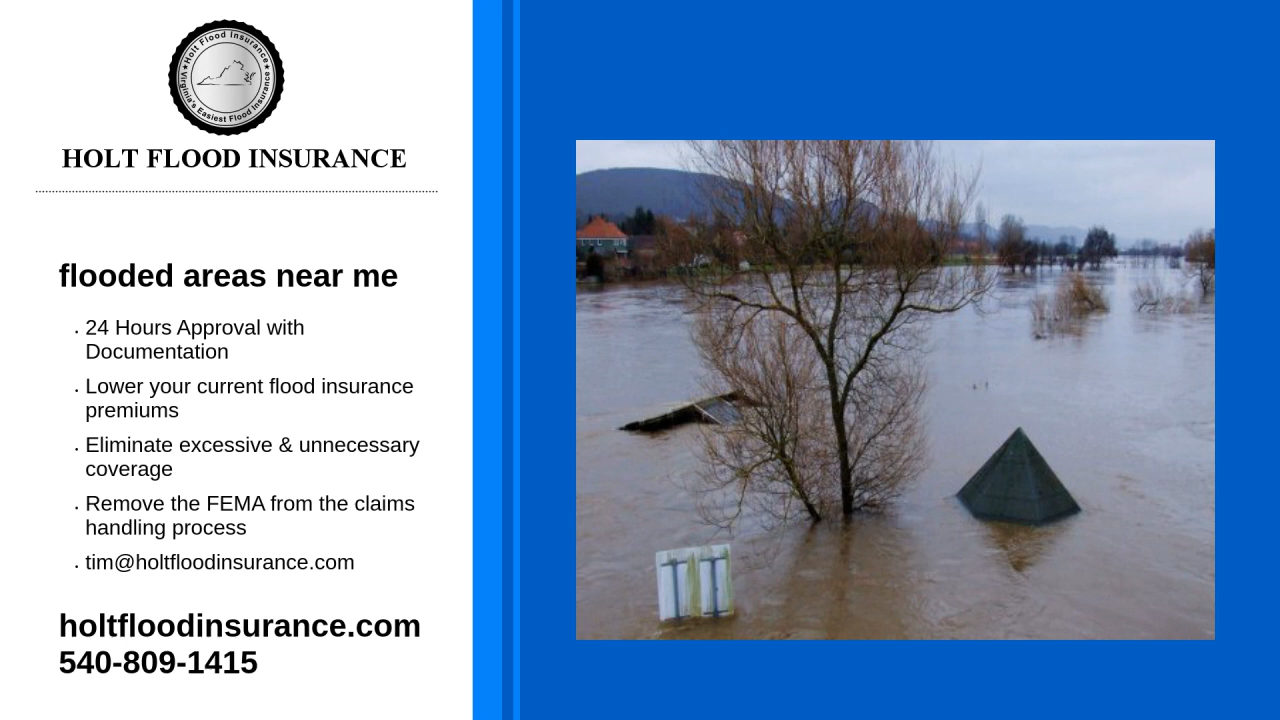 ★Holt Flood Insurance★
Virginia's Easiest Flood Insurance
HOLT FLOOD INSURANCE
flooded areas near me
24 Hours Approval with
Documentation
Lower your current flood insurance
premiums
Eliminate excessive & unnecessary
coverage
Remove the FEMA from the claims
handling process
tim@holtfloodinsurance.com
holtfloodinsurance.com
540-809-1415